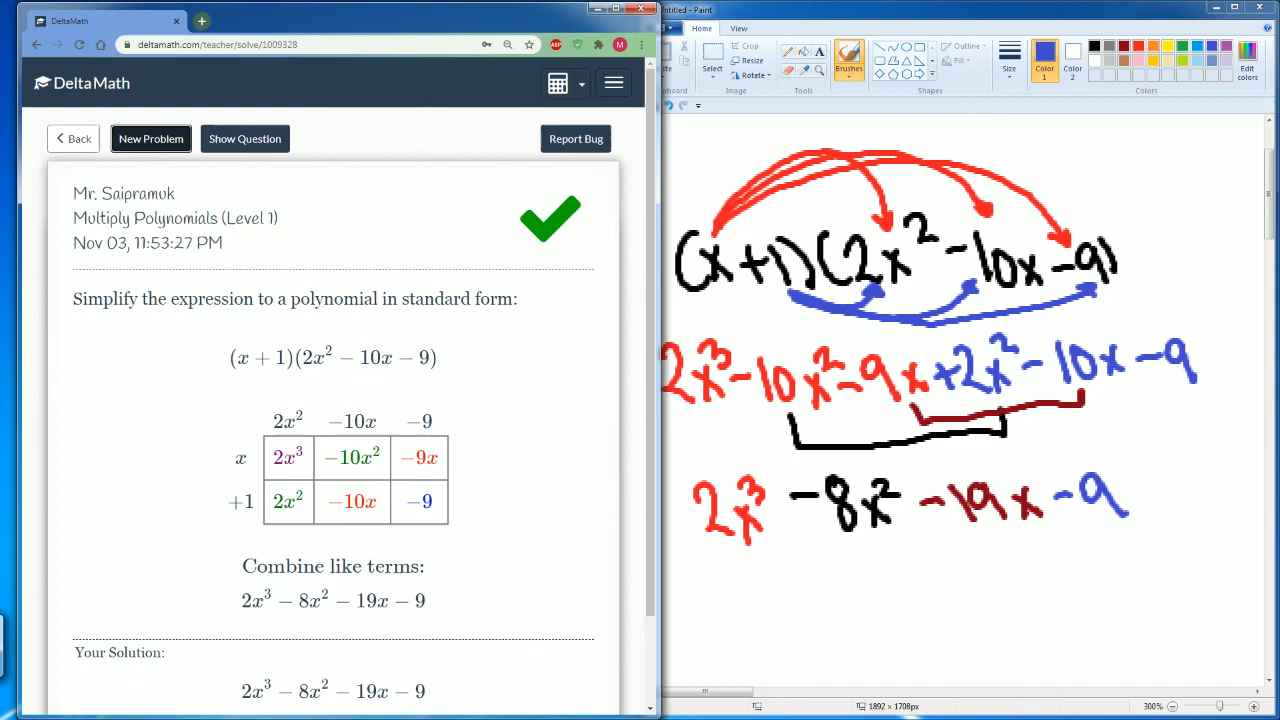 DeltaMath
deltamath.com/teacher/solve/1009328
ABP
M
DeltaMath
Back
New Problem
Show Question
Report Bug
Mr. Saipramuk
Multiply Polynomials (Level 1)
Nov 03, 11:53:27 PM
Simplify the expression to a polynomial in standard form:
(x + 1)(2x² − 10x − 9)
2x² −10x −9
x 2x³ −10x² −9x
+1 2x² −10x −9
Combine like terms:
2x³ − 8x² − 19x − 9
Your Solution:
2x³ − 8x² − 19x − 9
Untitled - Paint
Home View
Select
Crop
Resize
Rotate
Image
A
Tools
Brushes
Outline
Fill
Shapes
Size
Color 1
Color 2
Edit colors
Colors
(x+1)(2x²-10x-9)
2x³-10x²-9x+2x²-10x-9
2x³ -8x² -19x -9
1892 × 1708px
300%